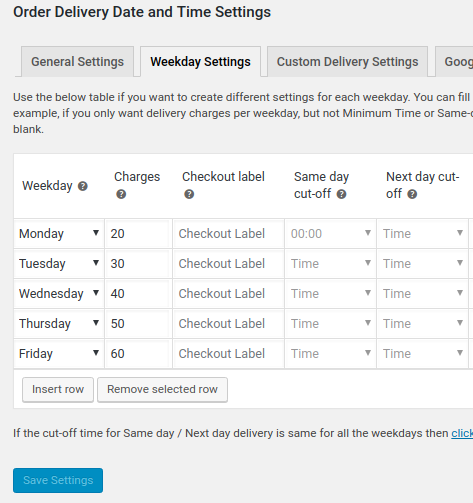 Order Delivery Date and Time Settings
General Settings Weekday Settings Custom Delivery Settings Goog
Use the below table if you want to create different settings for each weekday. You can fill
example, if you only want delivery charges per weekday, but not Minimum Time or Same-
blank.
Weekday ? Charges ? Checkout label ? Same day cut-off ? Next day cut-off ?
Monday 20 Checkout Label 00:00 Time
Tuesday 30 Checkout Label Time Time
Wednesday 40 Checkout Label Time Time
Thursday 50 Checkout Label Time Time
Friday 60 Checkout Label Time Time
Insert row Remove selected row
If the cut-off time for Same day / Next day delivery is same for all the weekdays then click
Save Settings